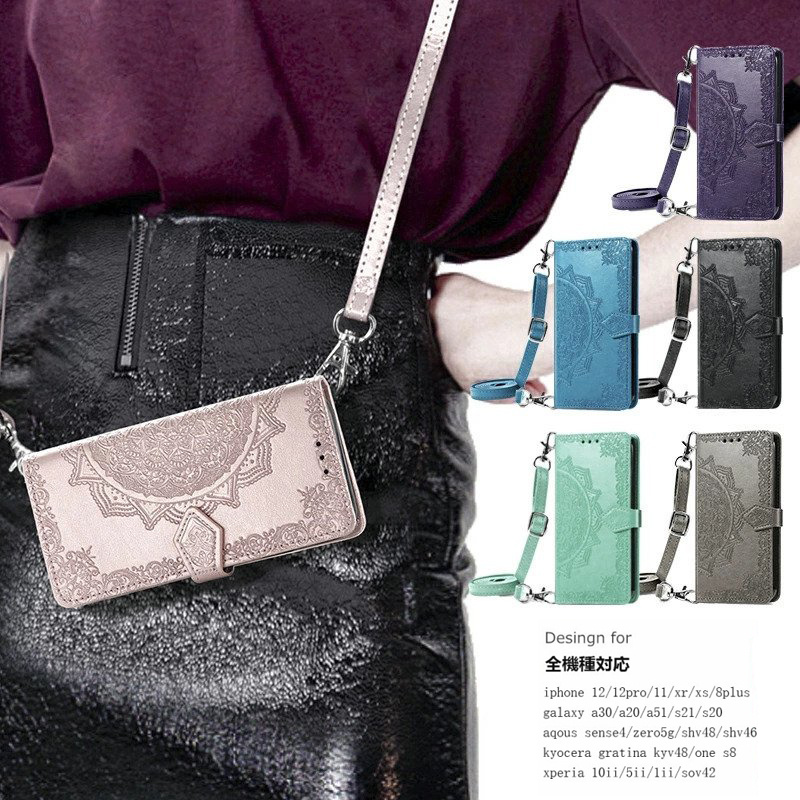 Desingn for
全機種対応
iphone 12/12pro/11/xr/xs/8plus
galaxy a30/a20/a51/s21/s20
aqous sense4/zero5g/shv48/shv46
kyocera gratina kyv48/one s8
xperia 10ii/5ii/1ii/sov42